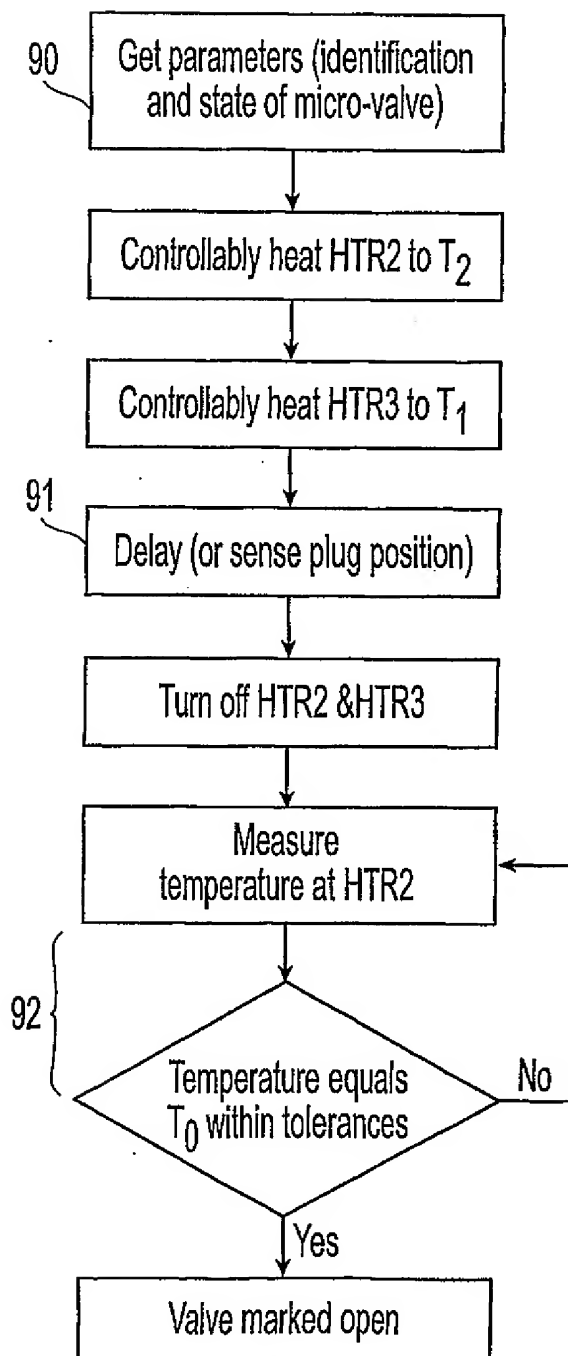 90
Get parameters (identification
and state of micro-valve)
Controllably heat HTR2 to T2
Controllably heat HTR3 to T1
91
Delay (or sense plug position)
Turn off HTR2 &HTR3
Measure
temperature at HTR2
92
Temperature equals
T0 within tolerances
No
Yes
Valve marked open